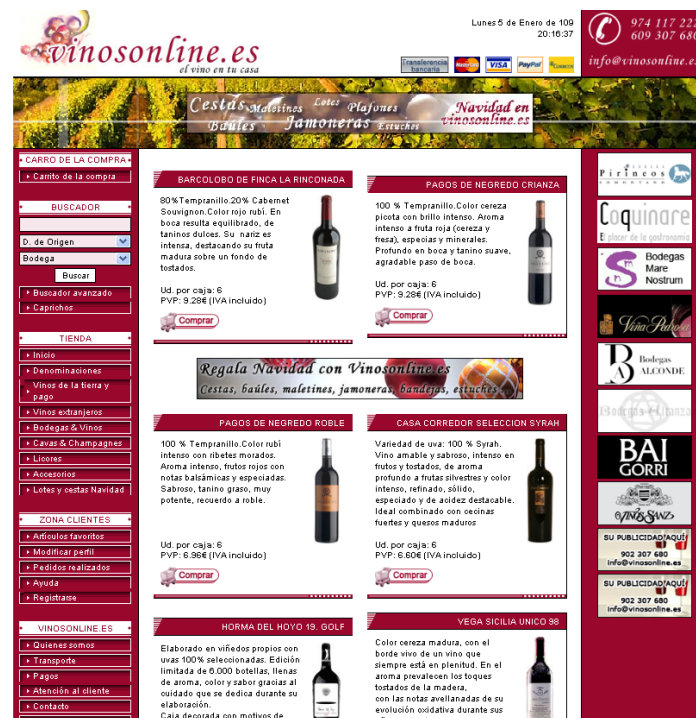 vinosonline.es
el vino en tu casa
Lunes 5 de Enero de 109
20:16:37
Transferencia
bancaria
VISA
PayPal
974 117 222
609 307 680
info@vinosonline.e
Cestas Maletines Lotes Plafones
Baúles Jamoneras Estuches
Navidad en
vinosonline.es
CARRO DE LA COMPRA
Carrito de la compra
BUSCADOR
D. de Origen
Bodega
Buscar
Buscador avanzado
Caprichos
TIENDA
Inicio
Denominaciones
Vinos de la tierra y
pago
Vinos extranjeros
Bodegas & Vinos
Cavas & Champagnes
Licores
Accesorios
Lotes y cestas Navidad
ZONA CLIENTES
Artículos favoritos
Modificar perfil
Pedidos realizados
Ayuda
Registrarse
VINOSONLINE.ES
Quienes somos
Transporte
Pagos
Atención al cliente
Contacto
BARCOLOBO DE FINCA LA RINCONADA
80%Tempranillo.20% Cabernet
Souvignon.Color rojo rubí. En
boca resulta equilibrado, de
taninos dulces. Su nariz es
intensa, destacando su fruta
madura sobre un fondo de
tostados.
Ud. por caja: 6
PVP: 9.28€ (IVA incluido)
Comprar
PAGOS DE NEGREDO CRIANZA
100 % Tempranillo.Color cereza
picota con brillo intenso. Aroma
intenso a fruta roja (cereza y
fresa), especias y minerales.
Profundo en boca y tanino suave,
agradable paso de boca.
Ud. por caja: 6
PVP: 9.28€ (IVA incluido)
Comprar
Regala Navidad con Vinosonline.es
Cestas, baúles, maletines, jamoneras, bandejas, estuches
PAGOS DE NEGREDO ROBLE
100 % Tempranillo.Color rubí
intenso con ribetes morados.
Aroma intenso, frutos rojos con
notas balsámicas y especiadas.
Sabroso, tanino graso, muy
potente, recuerdo a roble.
Ud. por caja: 6
PVP: 6.96€ (IVA incluido)
Comprar
CASA CORREDOR SELECCION SYRAH
Variedad de uva: 100 % Syrah.
Vino amable y sabroso, intenso en
frutos y tostados, de aroma
profundo a frutas silvestres y color
intenso, refinado, sólido,
especiado y de acidez destacable.
Ideal combinado con cecinas
fuertes y quesos maduros
Ud. por caja: 6
PVP: 6.60€ (IVA incluido)
Comprar
HORMA DEL HOYO 19. GOLF
Elaborado en viñedos propios con
uvas 100% seleccionadas. Edición
limitada de 6.000 botellas, llenas
de aroma, color y sabor gracias al
cuidado que se dedica durante su
elaboración.
Caja decorada con motivos de
VEGA SICILIA UNICO 98
Color cereza madura, con el
borde vivo de un vino que
siempre está en plenitud. En el
aroma prevalecen los toques
tostados de la madera,
con las notas avellanadas de su
evolución oxidativa durante sus
Pirineos
Coquinare
El placer de la gastronomía
Bodegas
Mare
Nostrum
Viña Pedrosa
Bodegas
ALCONDE
BAI
GORRI
SU PUBLICIDAD AQUÍ
902 307 680
info@vinosonline.es
SU PUBLICIDAD AQUÍ
902 307 680
info@vinosonline.es